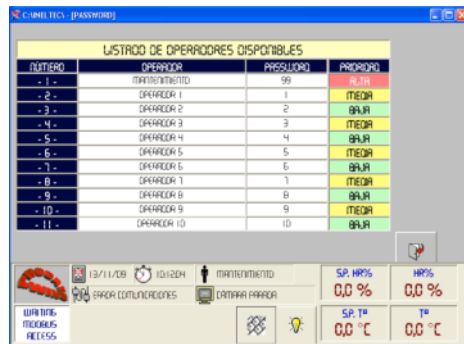 C:\INELTEC\ - [PASSWORD]
LISTADO DE OPERADORES DISPONIBLES
NÚMERO OPERADOR PASSWORD PRIORIDAD
- 1 - MANTENIMIENTO 99 ALTA
- 2 - OPERADOR 1 1 MEDIA
- 3 - OPERADOR 2 2 BAJA
- 4 - OPERADOR 3 3 MEDIA
- 5 - OPERADOR 4 4 BAJA
- 6 - OPERADOR 5 5 MEDIA
- 7 - OPERADOR 6 6 BAJA
- 8 - OPERADOR 7 7 MEDIA
- 9 - OPERADOR 8 8 BAJA
- 10 - OPERADOR 9 9 MEDIA
- 11 - OPERADOR 10 10 BAJA
13/11/09 10:12:04 MANTENIMIENTO
ERROR COMUNICACIONES CÁMARA PARADA
S.P. HR% HR%
0,0 % 0,0 %
WAITING
MODBUS
ACCESS
S.P. Tª Tª
0,0 °C 0,0 °C